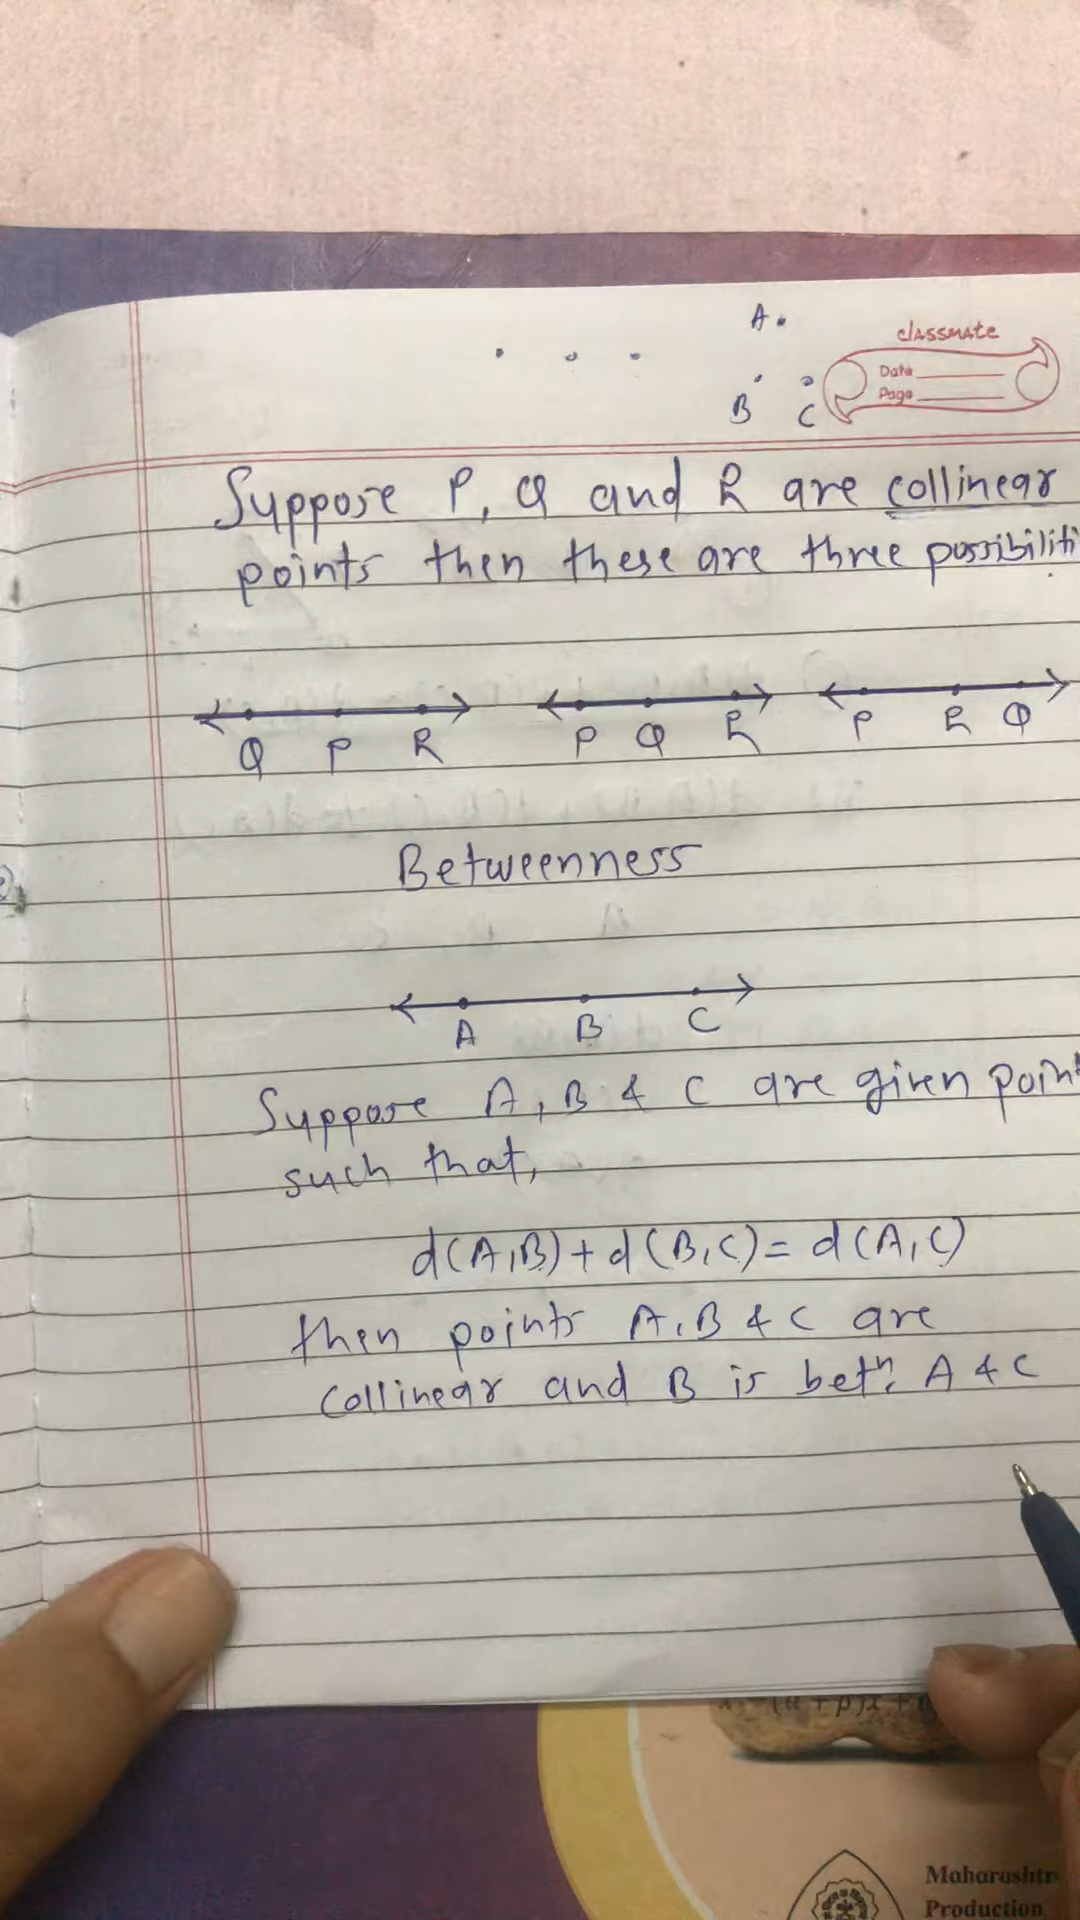 A.
classmate
Date
Page
B C
Suppose P, Q and R are collinear
points then these are three possibiliti
Q P R P Q R P R Q
Betweenness
A B C
Suppose A, B & C are given point
such that,
d(A,B) + d(B,C) = d(A,C)
then points A, B & C are
collinear and B is betn. A & C
Maharashtr
Production